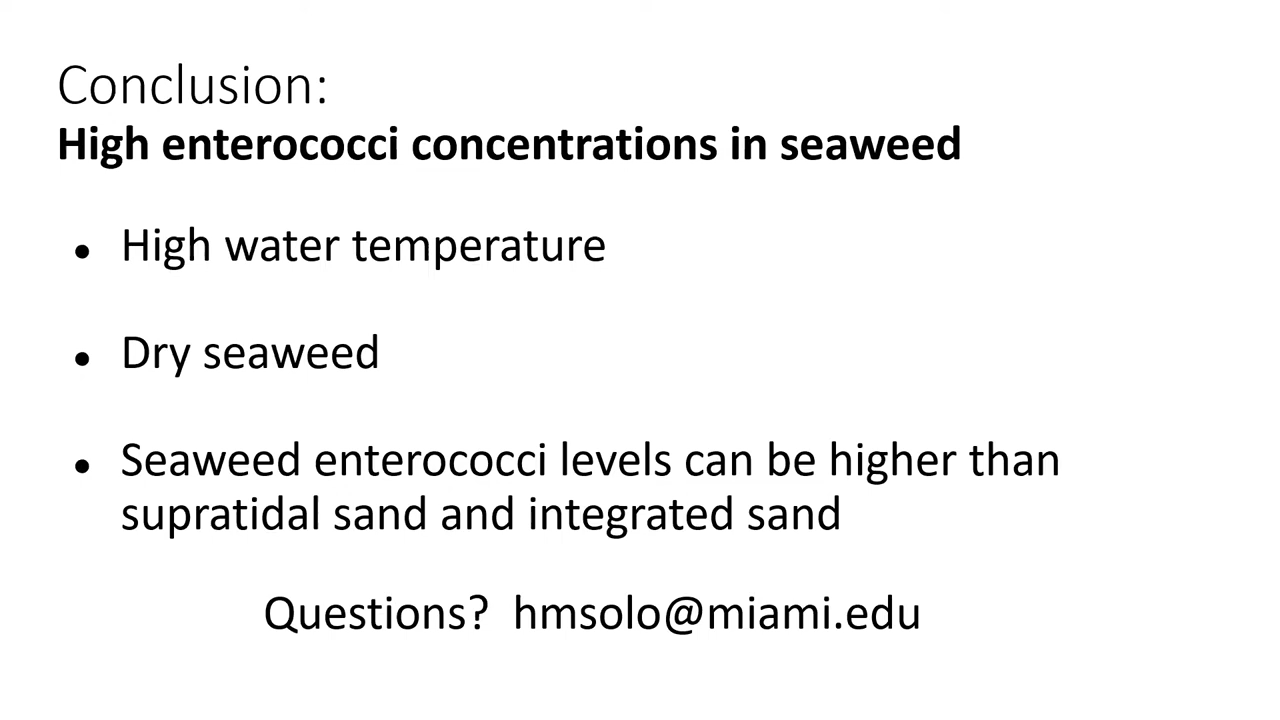 Conclusion:
High enterococci concentrations in seaweed
• High water temperature
• Dry seaweed
• Seaweed enterococci levels can be higher than
supratidal sand and integrated sand
Questions? hmsolo@miami.edu